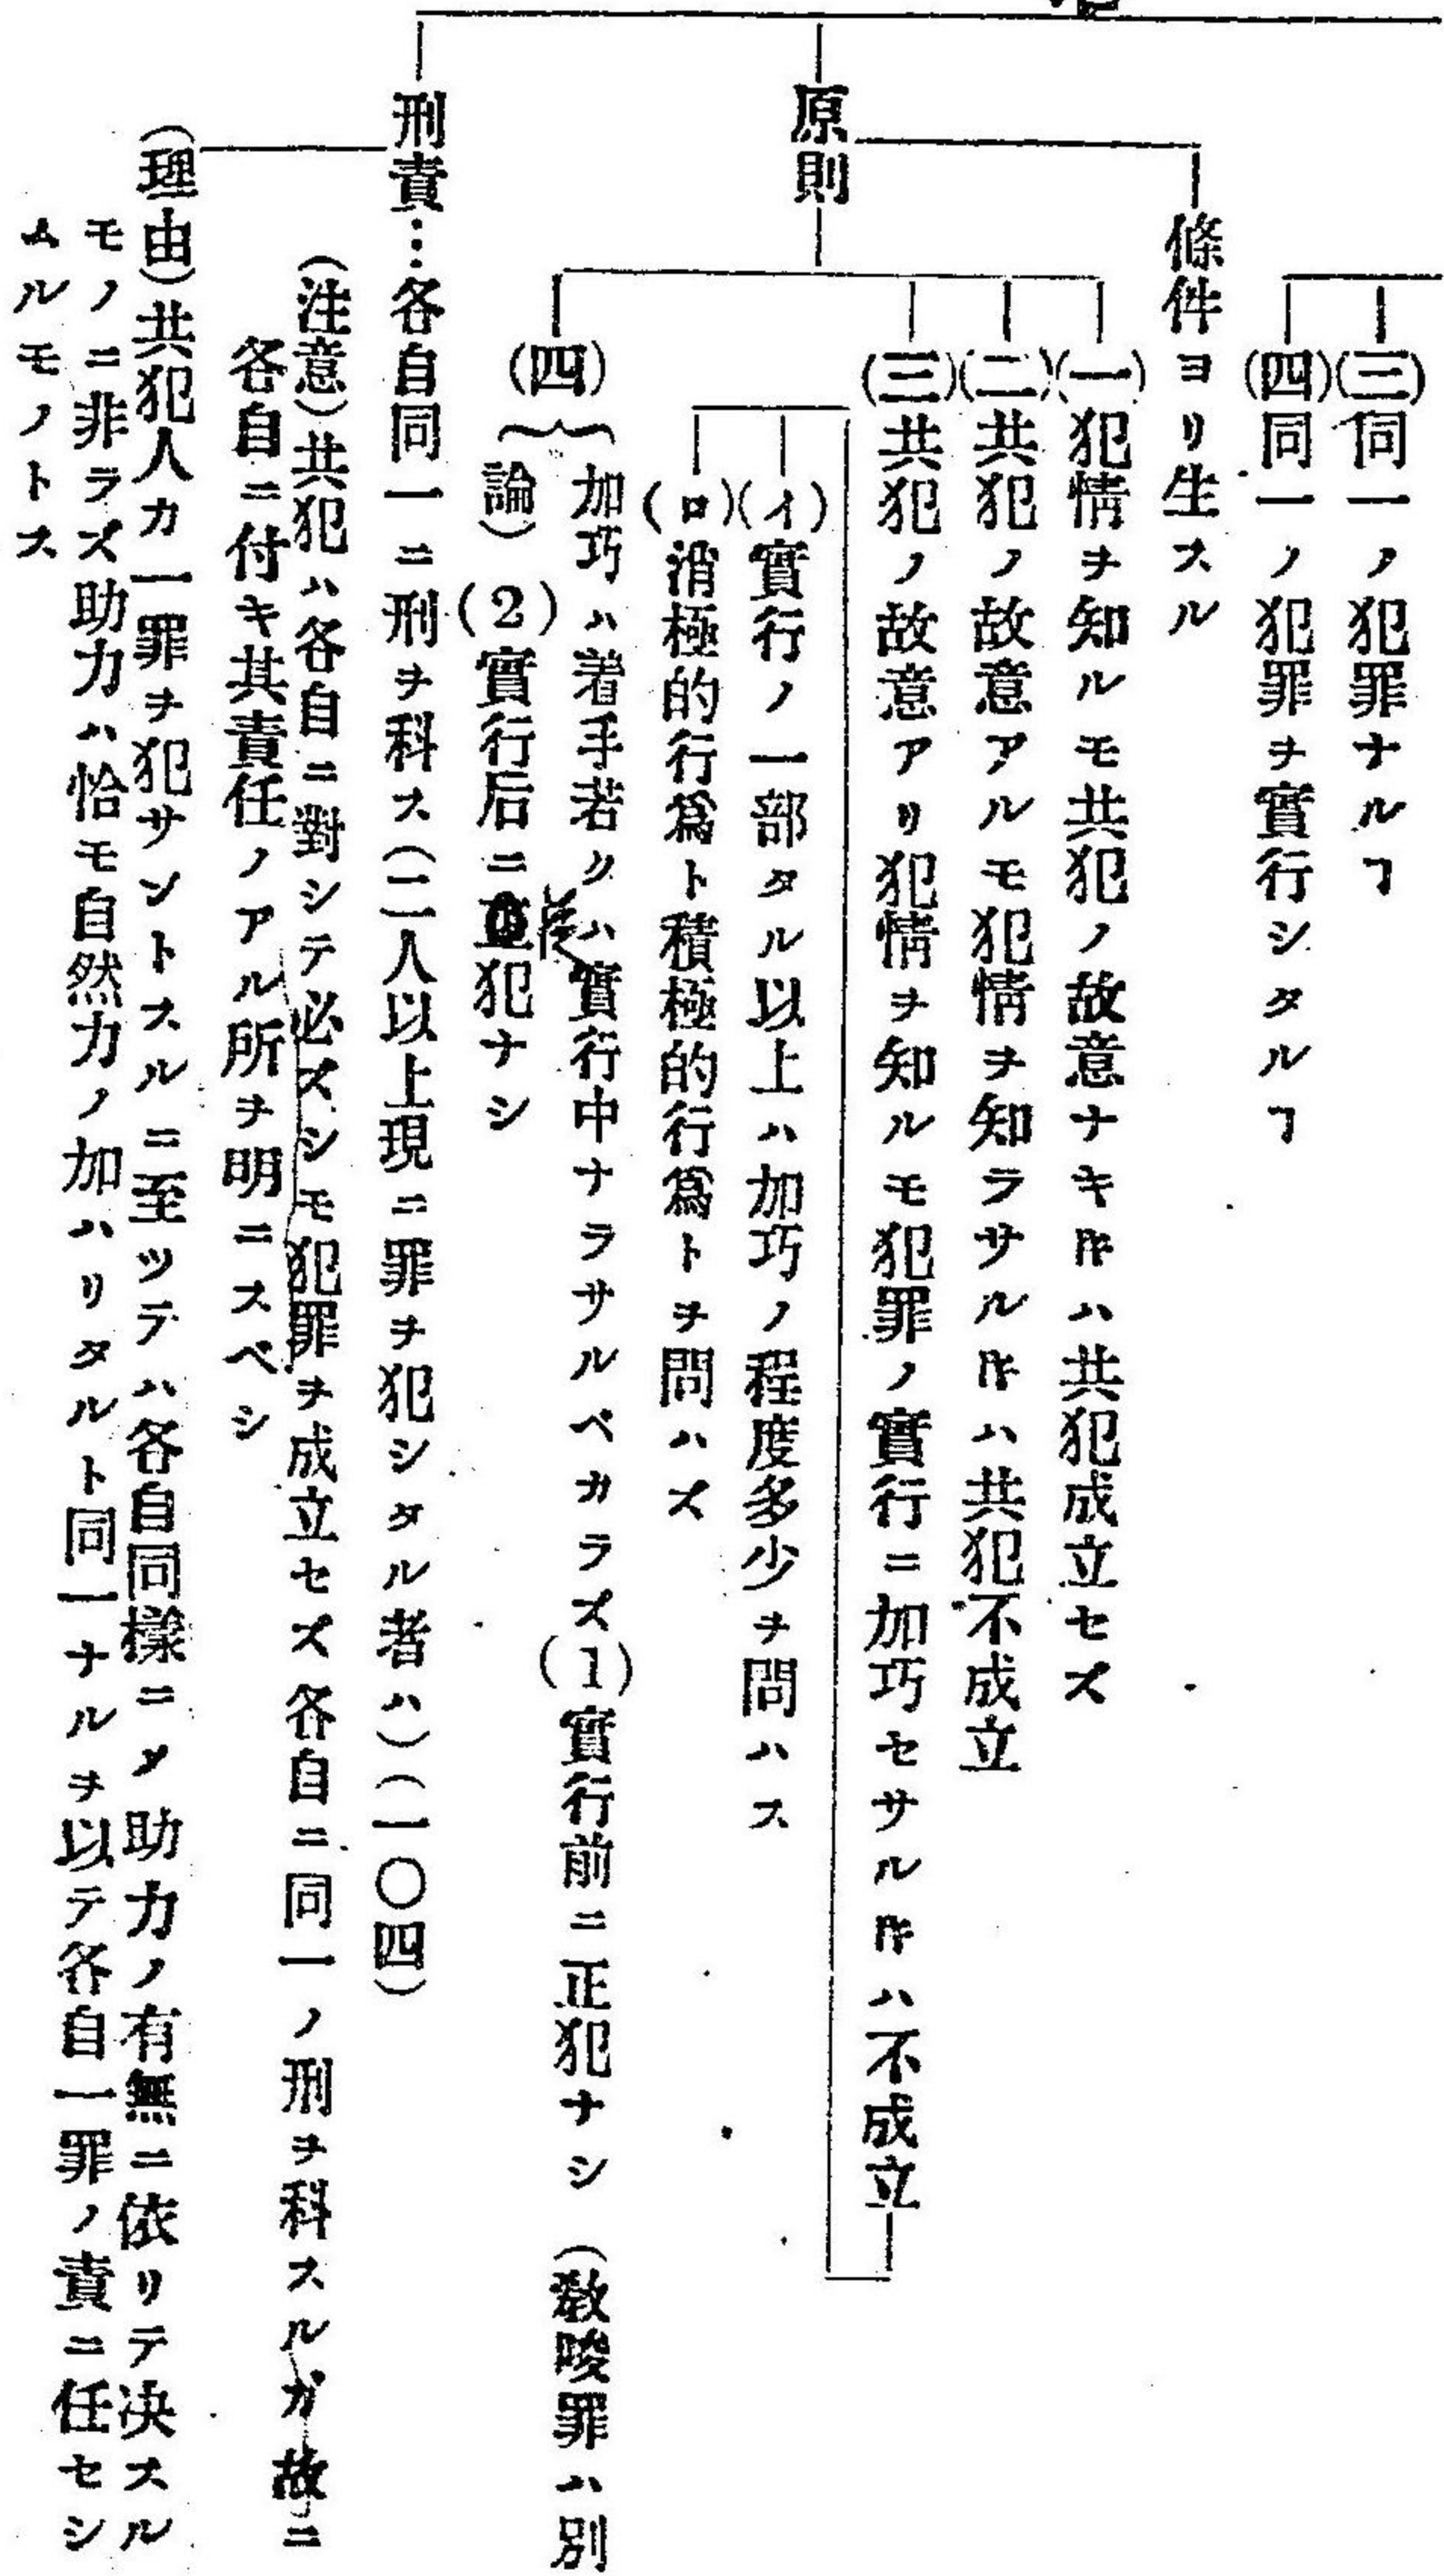 (三)同一ノ犯罪ナルヿ
(四)同一ノ犯罪ヲ實行シタルヿ
條件ヨリ生スル
原則
(一)犯情ヲ知ルモ共犯ノ故意ナキ𪜈ハ共犯成立セズ
(二)共犯ノ故意アルモ犯情ヲ知ラサル𪜈ハ共犯不成立
(三)共犯ノ故意アリ犯情ヲ知ルモ犯罪ノ實行ニ加巧セサル𪜈ハ不成立
(イ)實行ノ一部タル以上ハ加巧ノ程度多少ヲ問ハス
(ロ)消極的行爲ト積極的行爲トヲ問ハズ
(四)
加巧ハ着手若クハ實行中ナラサルベカラズ(1)實行前ニ正犯ナシ(敎唆罪ハ別
論)(2)實行后ニ從犯ナシ
刑責…各自同一ニ刑ヲ科ス(二人以上現ニ罪ヲ犯シタル者ハ)(一〇四)
(注意)共犯ハ各自ニ對シテ必ズシモ犯罪ヲ成立セズ各自ニ同一ノ刑ヲ科スルガ故ニ
各自ニ付キ其責任ノアル所ヲ明ニスベシ
(理由)共犯人カ一罪ヲ犯サントスルニ至ツテハ各自同樣ニメ助力ノ有無ニ依リテ决スル
モノニ非ラズ助力ハ恰モ自然力ノ加ハリタルト同一ナルヲ以テ各自一罪ノ責ニ任セシ
ムルモノトス